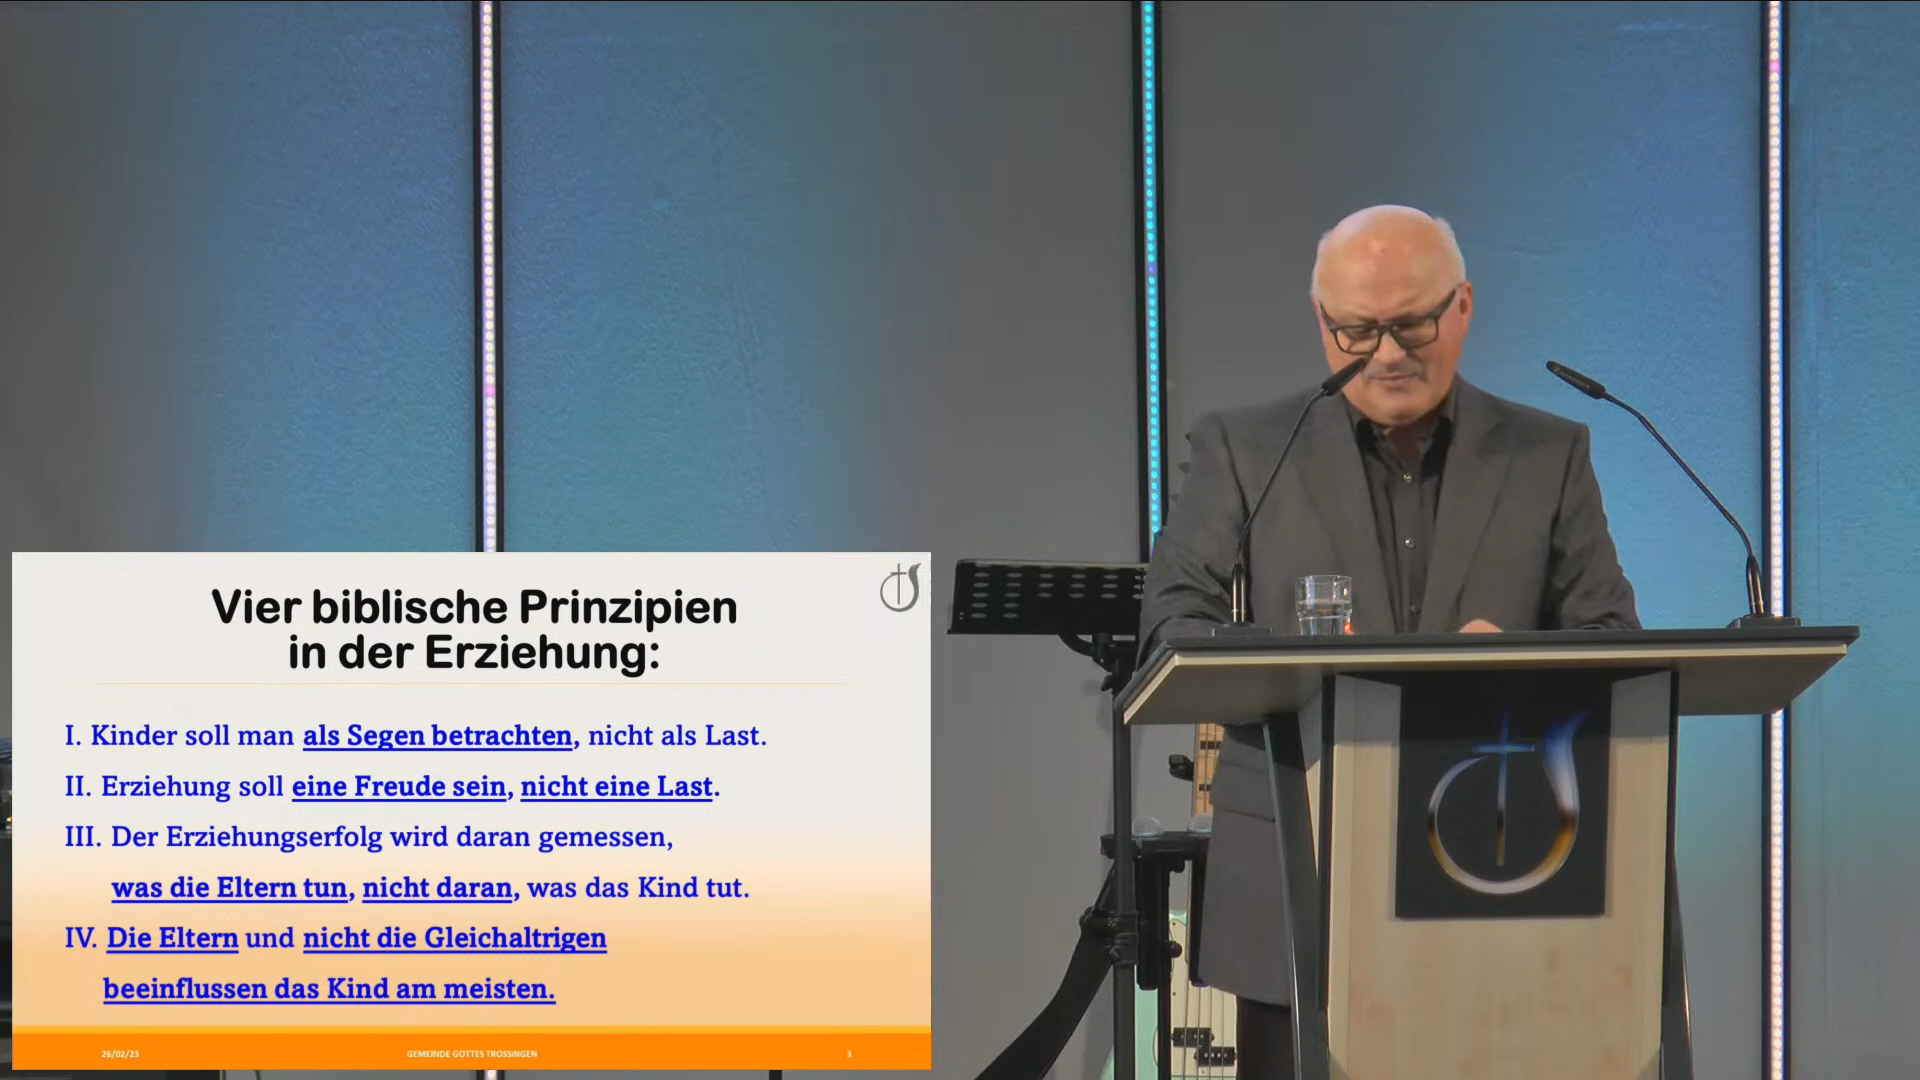 Vier biblische Prinzipien
in der Erziehung:
I. Kinder soll man als Segen betrachten, nicht als Last.
II. Erziehung soll eine Freude sein, nicht eine Last.
III. Der Erziehungserfolg wird daran gemessen,
was die Eltern tun, nicht daran, was das Kind tut.
IV. Die Eltern und nicht die Gleichaltrigen
beeinflussen das Kind am meisten.
26/02/23 GEMEINDE GOTTES TROSSINGEN 3